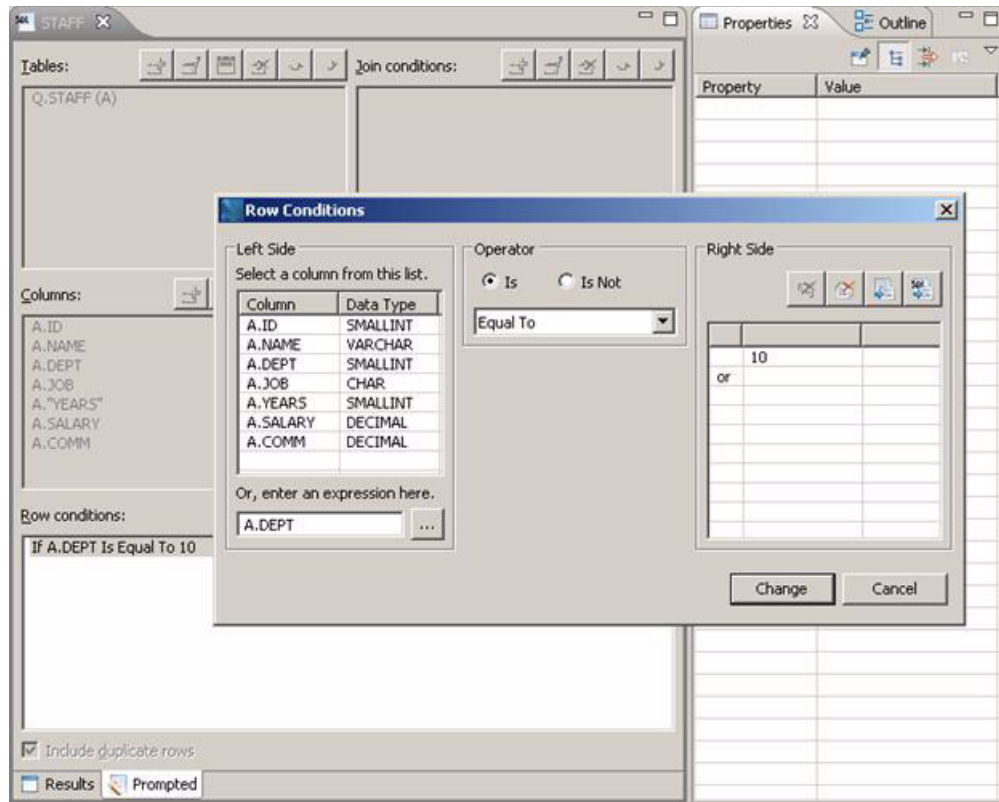 SQL STAFF
Properties
Outline
Tables:
Join conditions:
Q.STAFF (A)
Property Value
Row Conditions
Left Side
Select a column from this list.
Column Data Type
A.ID SMALLINT
A.NAME VARCHAR
A.DEPT SMALLINT
A.JOB CHAR
A.YEARS SMALLINT
A.SALARY DECIMAL
A.COMM DECIMAL
Or, enter an expression here.
A.DEPT ...
Operator
Is Is Not
Equal To
Right Side
SQL
10
or
Change Cancel
Columns:
A.ID
A.NAME
A.DEPT
A.JOB
A."YEARS"
A.SALARY
A.COMM
Row conditions:
If A.DEPT Is Equal To 10
Include duplicate rows
Results Prompted